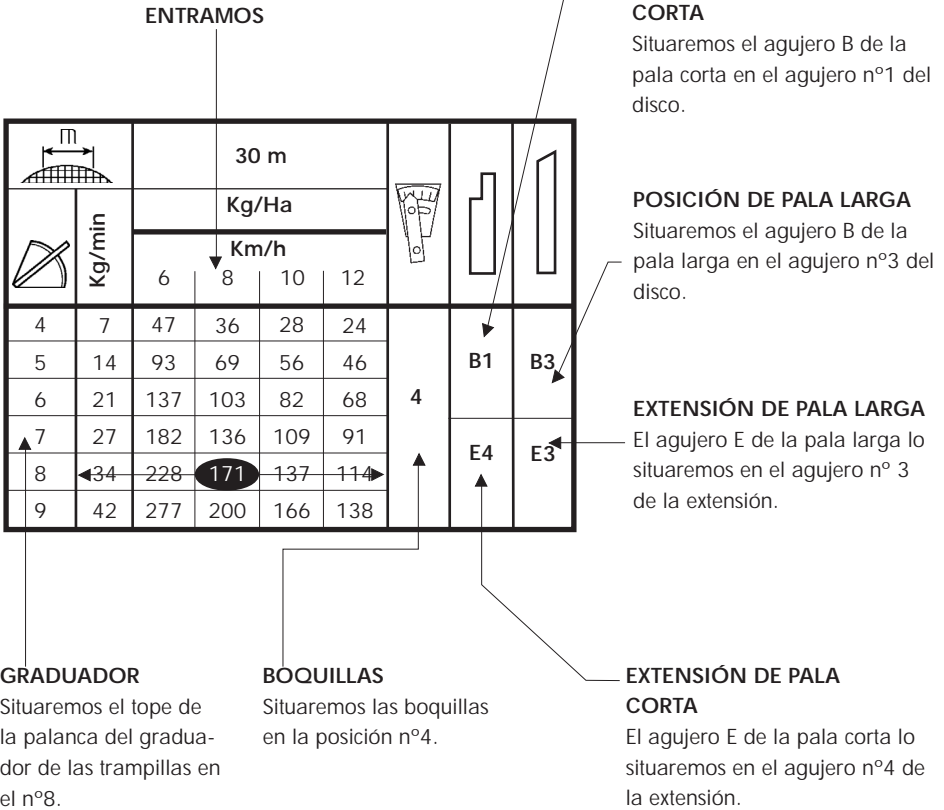 ENTRAMOS
CORTA
Situaremos el agujero B de la
pala corta en el agujero nº1 del
disco.
m
30 m
Kg/Ha
Kg/min
Km/h
6 8 10 12
4 7 47 36 28 24
5 14 93 69 56 46
6 21 137 103 82 68
7 27 182 136 109 91
8 34 228 171 137 114
9 42 277 200 166 138
4
B1 B3
E4 E3
POSICIÓN DE PALA LARGA
Situaremos el agujero B de la
pala larga en el agujero nº3 del
disco.
EXTENSIÓN DE PALA LARGA
El agujero E de la pala larga lo
situaremos en el agujero nº 3
de la extensión.
GRADUADOR
Situaremos el tope de
la palanca del gradua-
dor de las trampillas en
el nº8.
BOQUILLAS
Situaremos las boquillas
en la posición nº4.
EXTENSIÓN DE PALA
CORTA
El agujero E de la pala corta lo
situaremos en el agujero nº4 de
la extensión.